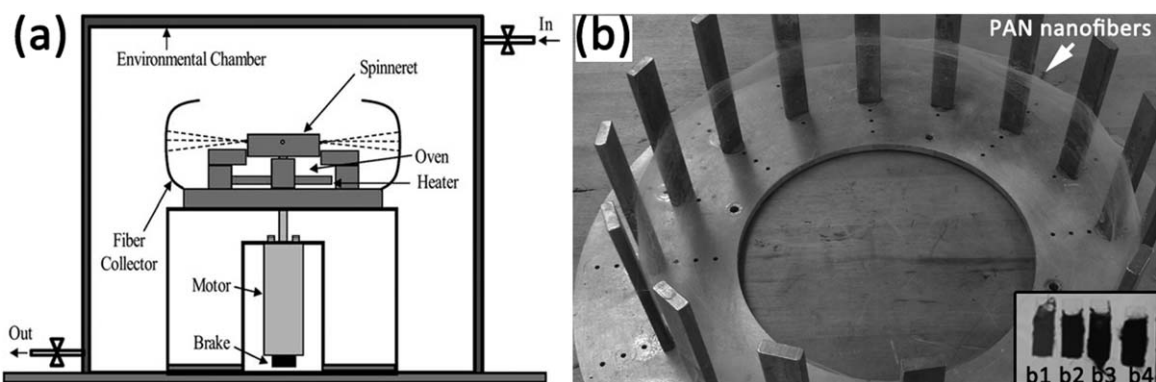 (a)
Environmental Chamber
In
Spinneret
Oven
Heater
Fiber
Collector
Motor
Brake
Out
(b)
PAN nanofibers
b1 b2 b3 b4